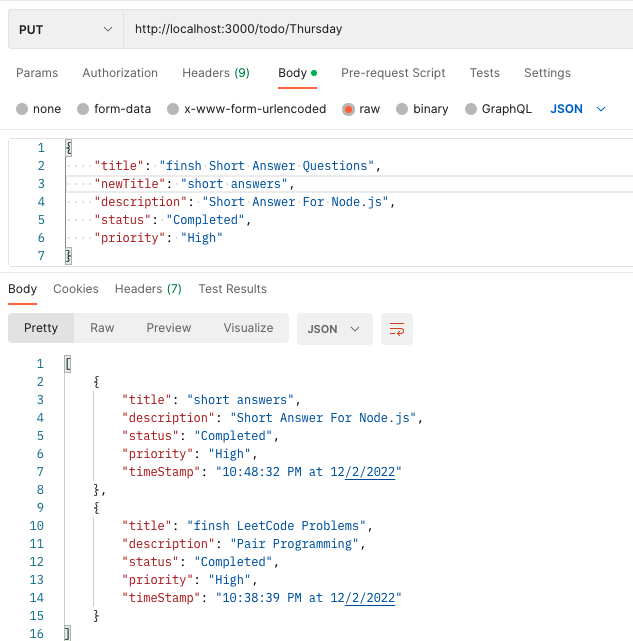 PUT http://localhost:3000/todo/Thursday
Params Authorization Headers (9) Body Pre-request Script Tests Settings
none form-data x-www-form-urlencoded raw binary GraphQL JSON
1 {
2 "title": "finsh Short Answer Questions",
3 "newTitle": "short answers",
4 "description": "Short Answer For Node.js",
5 "status": "Completed",
6 "priority": "High"
7 }
Body Cookies Headers (7) Test Results
Pretty Raw Preview Visualize JSON
1 [
2 {
3 "title": "short answers",
4 "description": "Short Answer For Node.js",
5 "status": "Completed",
6 "priority": "High",
7 "timeStamp": "10:48:32 PM at 12/2/2022"
8 },
9 {
10 "title": "finsh LeetCode Problems",
11 "description": "Pair Programming",
12 "status": "Completed",
13 "priority": "High",
14 "timeStamp": "10:38:39 PM at 12/2/2022"
15 }
16 ]